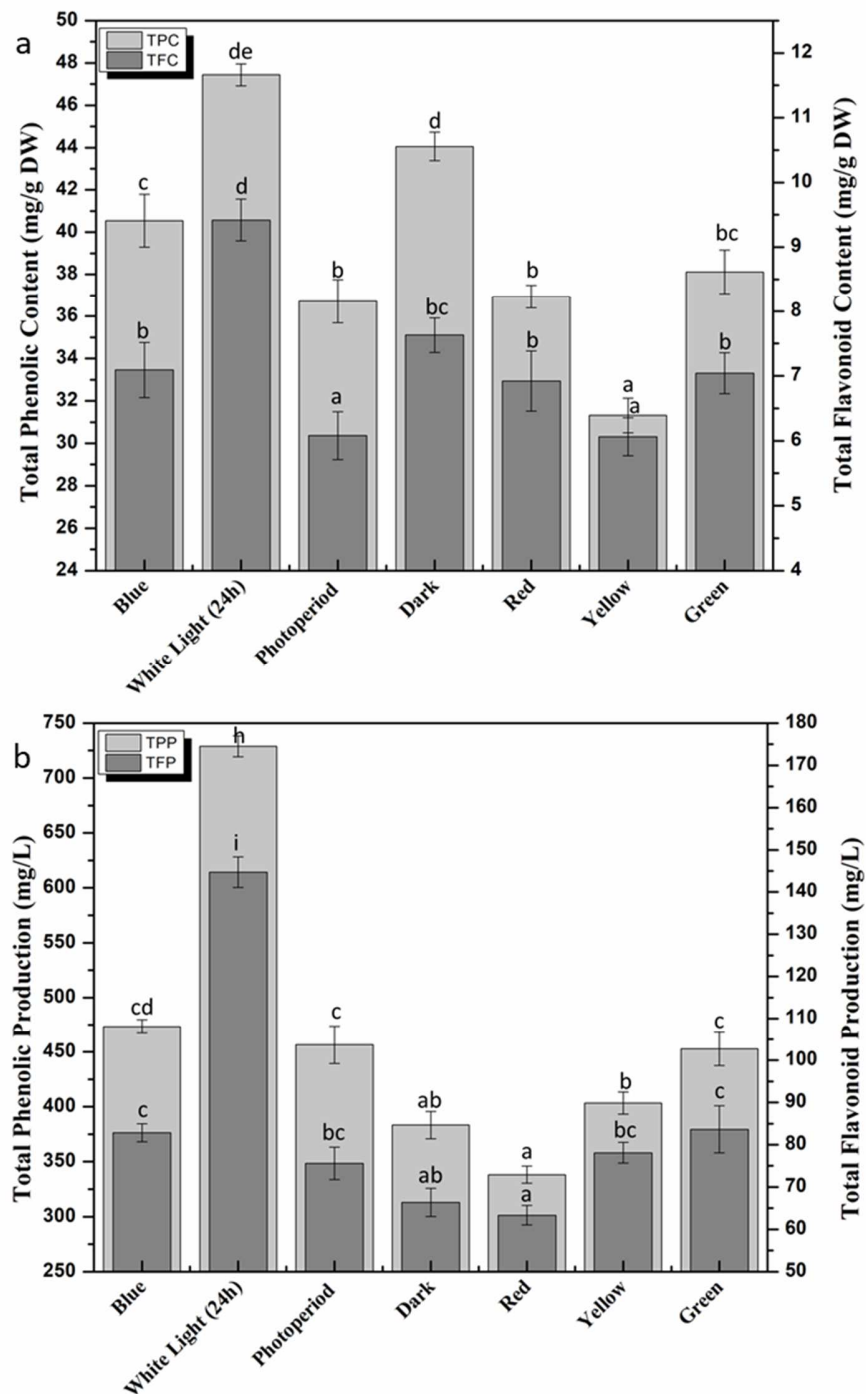 a
TPC
TFC
Total Phenolic Content (mg/g DW)
50
48
46
44
42
40
38
36
34
32
30
28
26
24
Total Flavonoid Content (mg/g DW)
12
11
10
9
8
7
6
5
4
c
b
de
d
b
a
d
bc
b
b
a
a
bc
b
Blue
White Light (24h)
Photoperiod
Dark
Red
Yellow
Green
b
TPP
TFP
Total Phenolic Production (mg/L)
750
700
650
600
550
500
450
400
350
300
250
Total Flavonoid Production (mg/L)
180
170
160
150
140
130
120
110
100
90
80
70
60
50
cd
c
h
i
c
bc
ab
ab
a
a
b
bc
c
c
Blue
White Light (24h)
Photoperiod
Dark
Red
Yellow
Green